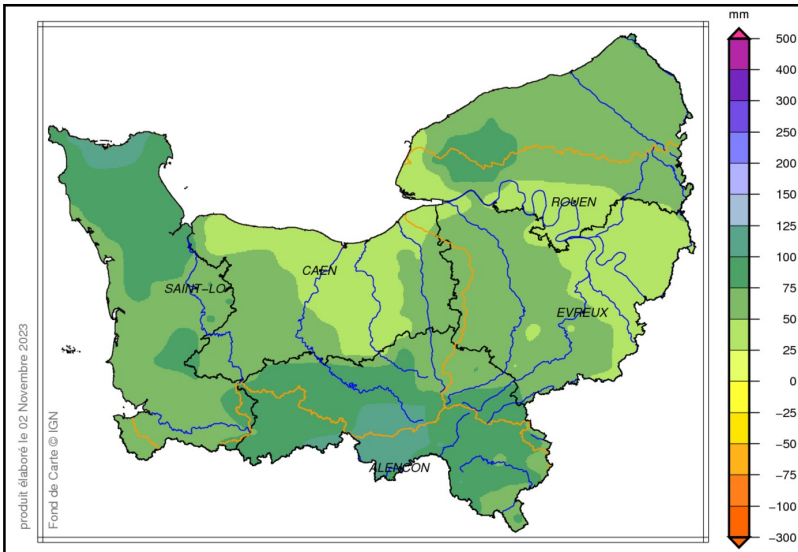 mm
500
400
300
250
200
150
125
100
75
50
25
0
−25
−50
−75
−100
−300
ROUEN
CAEN
SAINT−LO
EVREUX
ALENCON
produit élaboré le 02 Novembre 2023
Fond de Carte © IGN